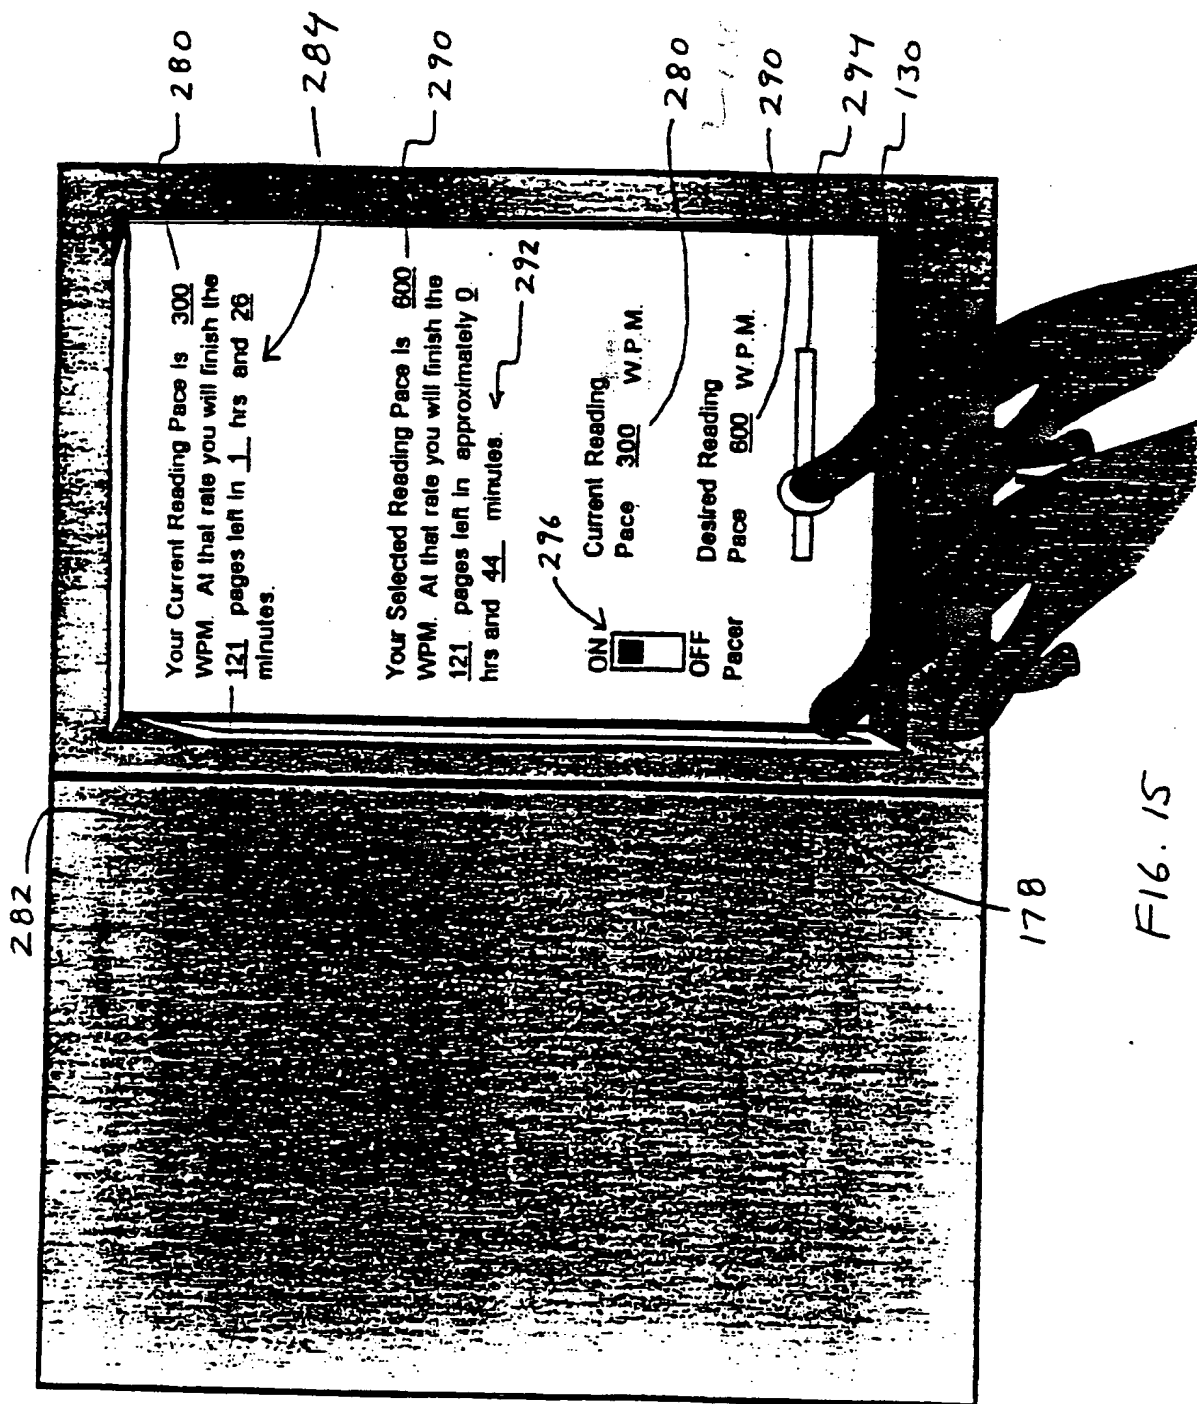 280
284
290
Your Current Reading Pace is 300
WPM. At that rate you will finish the
121 pages left in 1 hrs and 26
minutes.
Your Selected Reading Pace is 600
WPM. At that rate you will finish the
121 pages left in approximately 0
hrs and 44 minutes.
292
296
ON
OFF
Pacer
Current Reading
Pace 300 W.P.M.
Desired Reading
Pace 600 W.P.M.
280
290
294
130
282
178
FIG. 15